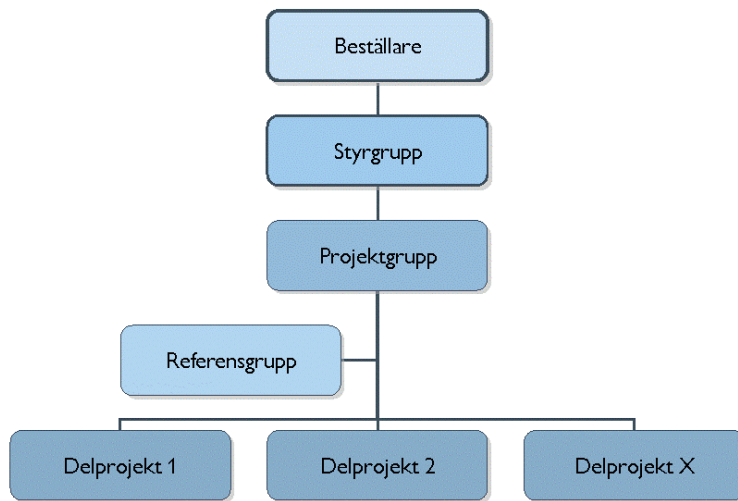 Beställare
Styrgrupp
Projektgrupp
Referensgrupp
Delprojekt 1
Delprojekt 2
Delprojekt X